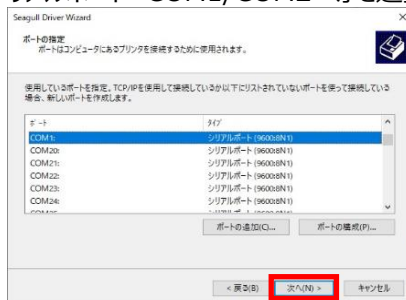 Seagull Driver Wizard
ポートの指定
ポートはコンピュータにあるプリンタを接続するために使用されます。
使用しているポートを指定。TCP/IPを使用して接続しているか以下にリストされていないポートを使って接続している
場合、新しいポートを作成します。
ポート タイプ
COM1: シリアルポート (9600:8N1)
COM20: シリアルポート (9600:8N1)
COM21: シリアルポート (9600:8N1)
COM22: シリアルポート (9600:8N1)
COM23: シリアルポート (9600:8N1)
COM24: シリアルポート (9600:8N1)
ポートの追加(C)... ポートの構成(P)...
< 戻る(B) 次へ(N) > キャンセル